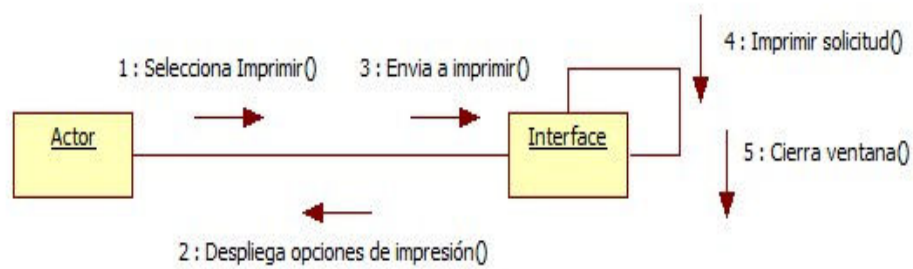 4 : Imprimir solicitud()
1 : Selecciona Imprimir()
3 : Envia a imprimir()
Actor
Interface
5 : Cierra ventana()
2 : Despliega opciones de impresión()